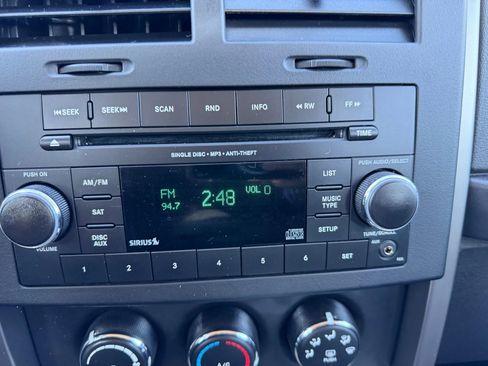 SEEK SEEK SCAN RND INFO RW FF
TIME
SINGLE DISC • MP3 • ANTI-THEFT
PUSH ON
PUSH AUDIO/SELECT
AM/FM
SAT
DISC AUX
VOLUME
FM
94.7
2:48
VOL 0
SIRIUS
LIST
MUSIC TYPE
SETUP
TUNE/SCROLL
AUX
1 2 3 4 5 6 SET
A/C